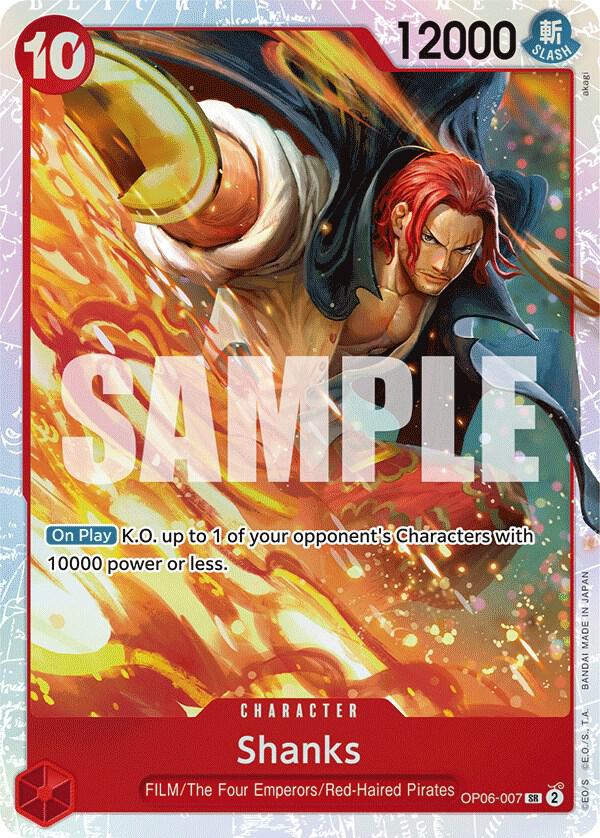 10
12000
斬
SLASH
akagi
SAMPLE
On Play K.O. up to 1 of your opponent's Characters with
10000 power or less.
CHARACTER
Shanks
FILM/The Four Emperors/Red-Haired Pirates
OP06-007 SR 2
©EO/S ©E.O./S, T.A. BANDAI MADE IN JAPAN